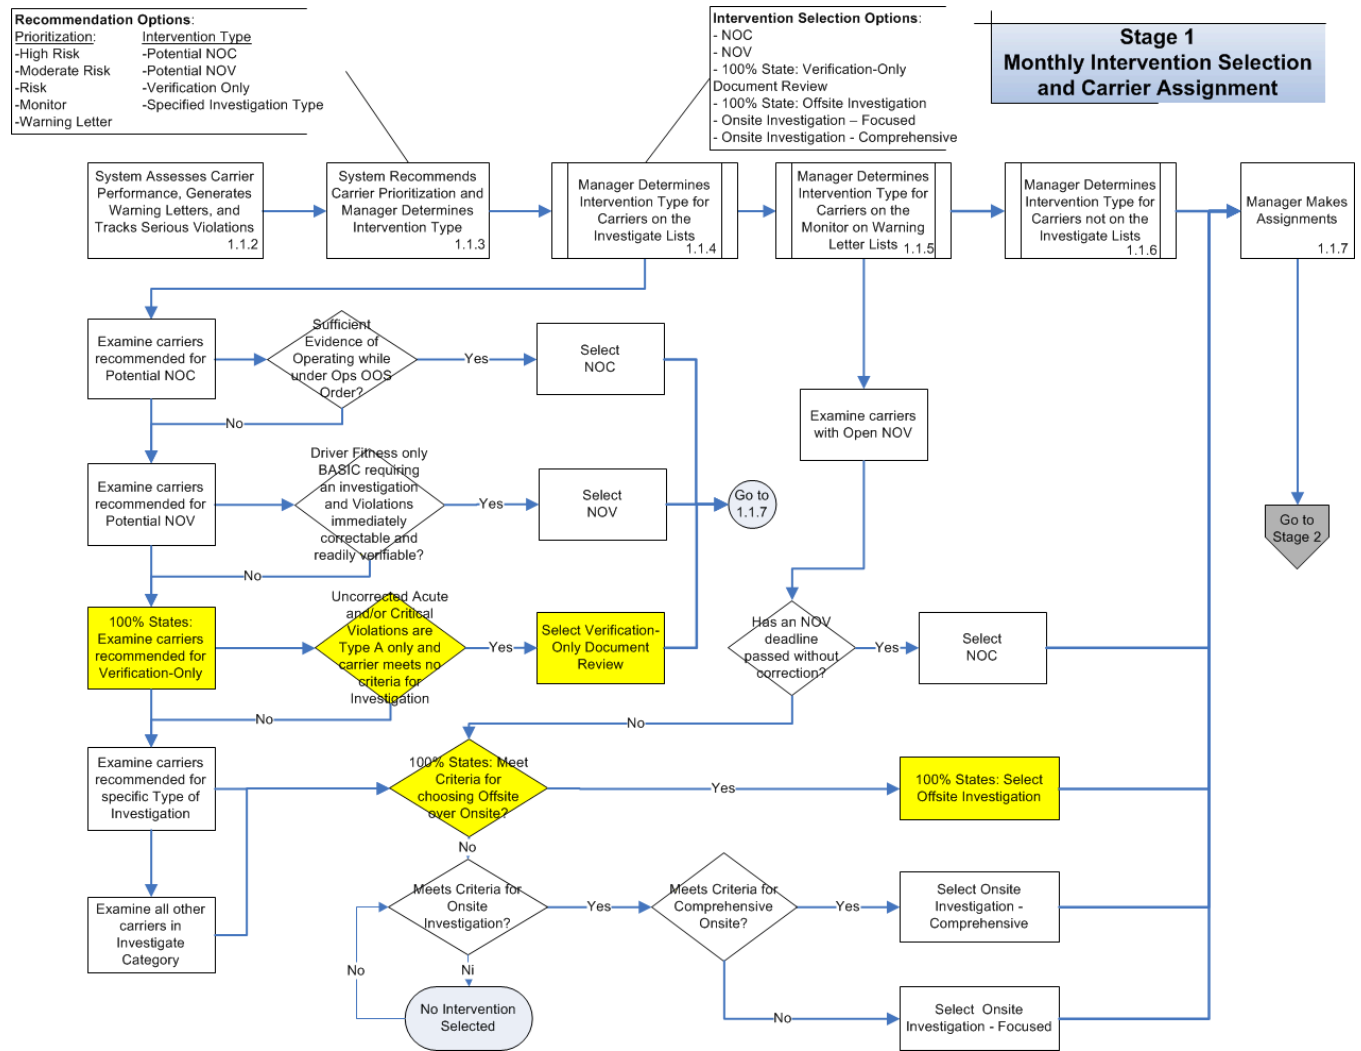 Recommendation Options:
Prioritization: Intervention Type
-High Risk -Potential NOC
-Moderate Risk -Potential NOV
-Risk -Verification Only
-Monitor -Specified Investigation Type
-Warning Letter
Intervention Selection Options:
- NOC
- NOV
- 100% State: Verification-Only
Document Review
- 100% State: Offsite Investigation
- Onsite Investigation – Focused
- Onsite Investigation - Comprehensive
Stage 1
Monthly Intervention Selection
and Carrier Assignment
System Assesses Carrier
Performance, Generates
Warning Letters, and
Tracks Serious Violations
1.1.2
System Recommends
Carrier Prioritization and
Manager Determines
Intervention Type
1.1.3
Manager Determines
Intervention Type for
Carriers on the
Investigate Lists
1.1.4
Manager Determines
Intervention Type for
Carriers on the
Monitor on Warning
Letter Lists
1.1.5
Manager Determines
Intervention Type for
Carriers not on the
Investigate Lists
1.1.6
Manager Makes
Assignments
1.1.7
Examine carriers
recommended for
Potential NOC
Sufficient
Evidence of
Operating while
under Ops OOS
Order?
Yes
Select
NOC
No
Examine carriers
with Open NOV
Examine carriers
recommended for
Potential NOV
Driver Fitness only
BASIC requiring
an investigation
and Violations
immediately
correctable and
readily verifiable?
Yes
Select
NOV
Go to
1.1.7
Go to
Stage 2
No
100% States:
Examine carriers
recommended for
Verification-Only
Uncorrected Acute
and/or Critical
Violations are
Type A only and
carrier meets no
criteria for
Investigation
Yes
Select Verification-
Only Document
Review
Has an NOV
deadline
passed without
correction?
Yes
Select
NOC
No
No
Examine carriers
recommended for
specific Type of
Investigation
100% States: Meet
Criteria for
choosing Offsite
over Onsite?
Yes
100% States: Select
Offsite Investigation
No
Examine all other
carriers in
Investigate
Category
Meets Criteria for
Onsite
Investigation?
Yes
Meets Criteria for
Comprehensive
Onsite?
Yes
Select Onsite
Investigation -
Comprehensive
No
Ni
No Intervention
Selected
No
Select Onsite
Investigation - Focused